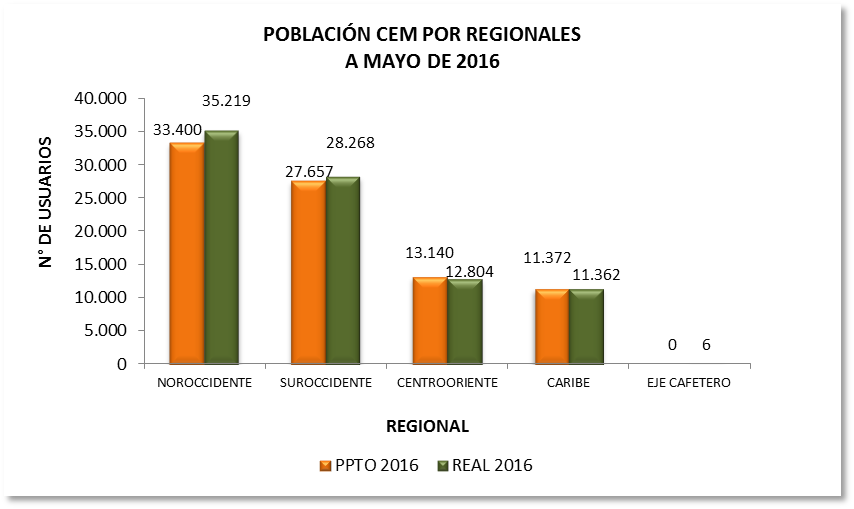 POBLACIÓN CEM POR REGIONALES
A MAYO DE 2016
N° DE USUARIOS
40.000
35.000
30.000
25.000
20.000
15.000
10.000
5.000
0
33.400
35.219
27.657
28.268
13.140
12.804
11.372
11.362
0
6
NOROCCIDENTE
SUROCCIDENTE
CENTROORIENTE
CARIBE
EJE CAFETERO
REGIONAL
PPTO 2016
REAL 2016